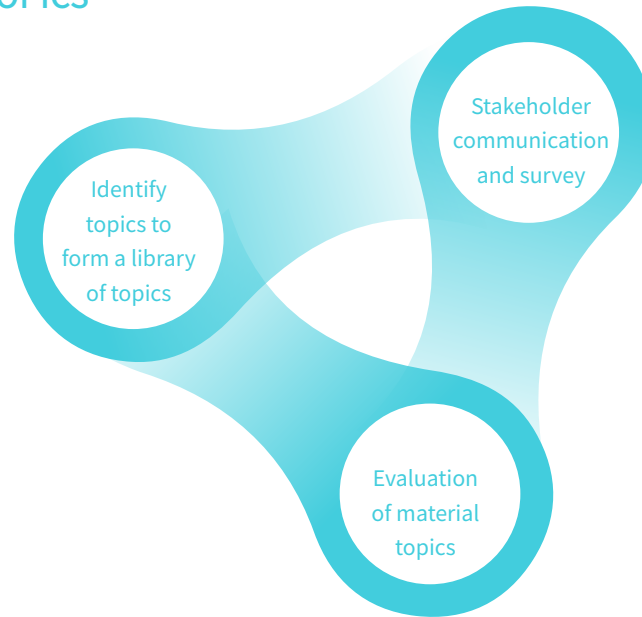 Stakeholder
communication
and survey
Identify
topics to
form a library
of topics
Evaluation
of material
topics